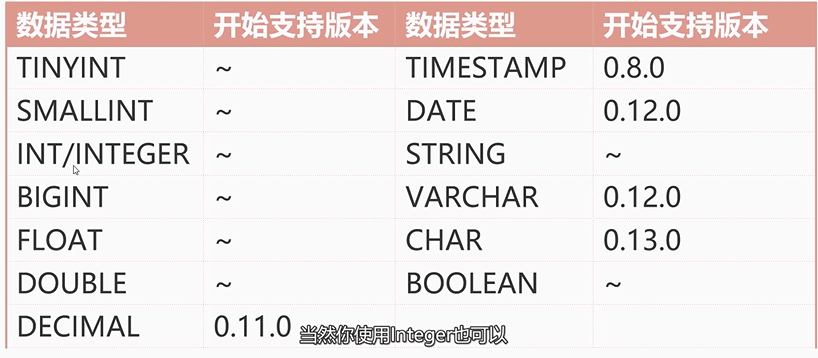 数据类型 开始支持版本 数据类型 开始支持版本
TINYINT ~ TIMESTAMP 0.8.0
SMALLINT ~ DATE 0.12.0
INT/INTEGER ~ STRING ~
BIGINT ~ VARCHAR 0.12.0
FLOAT ~ CHAR 0.13.0
DOUBLE ~ BOOLEAN ~
DECIMAL 0.11.0
当然你使用Integer也可以